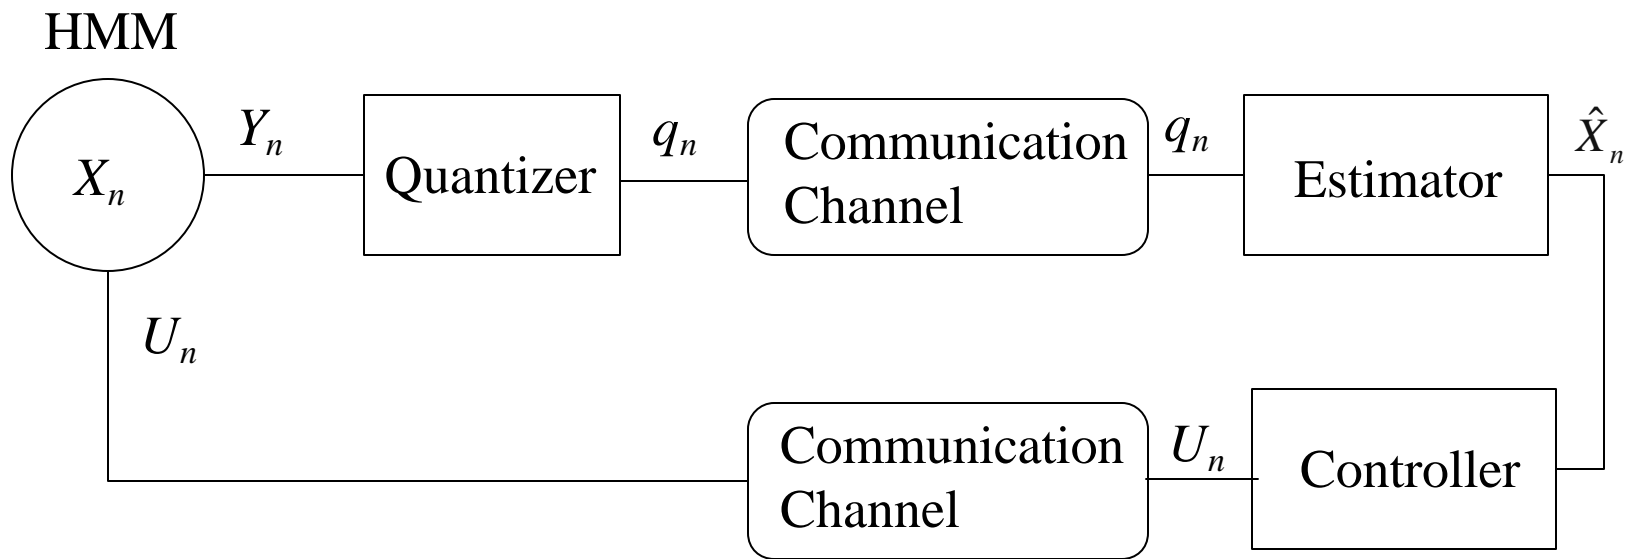 HMM
X_n
Y_n
Quantizer
q_n
Communication
Channel
q_n
Estimator
X̂_n
U_n
Communication
Channel
U_n
Controller